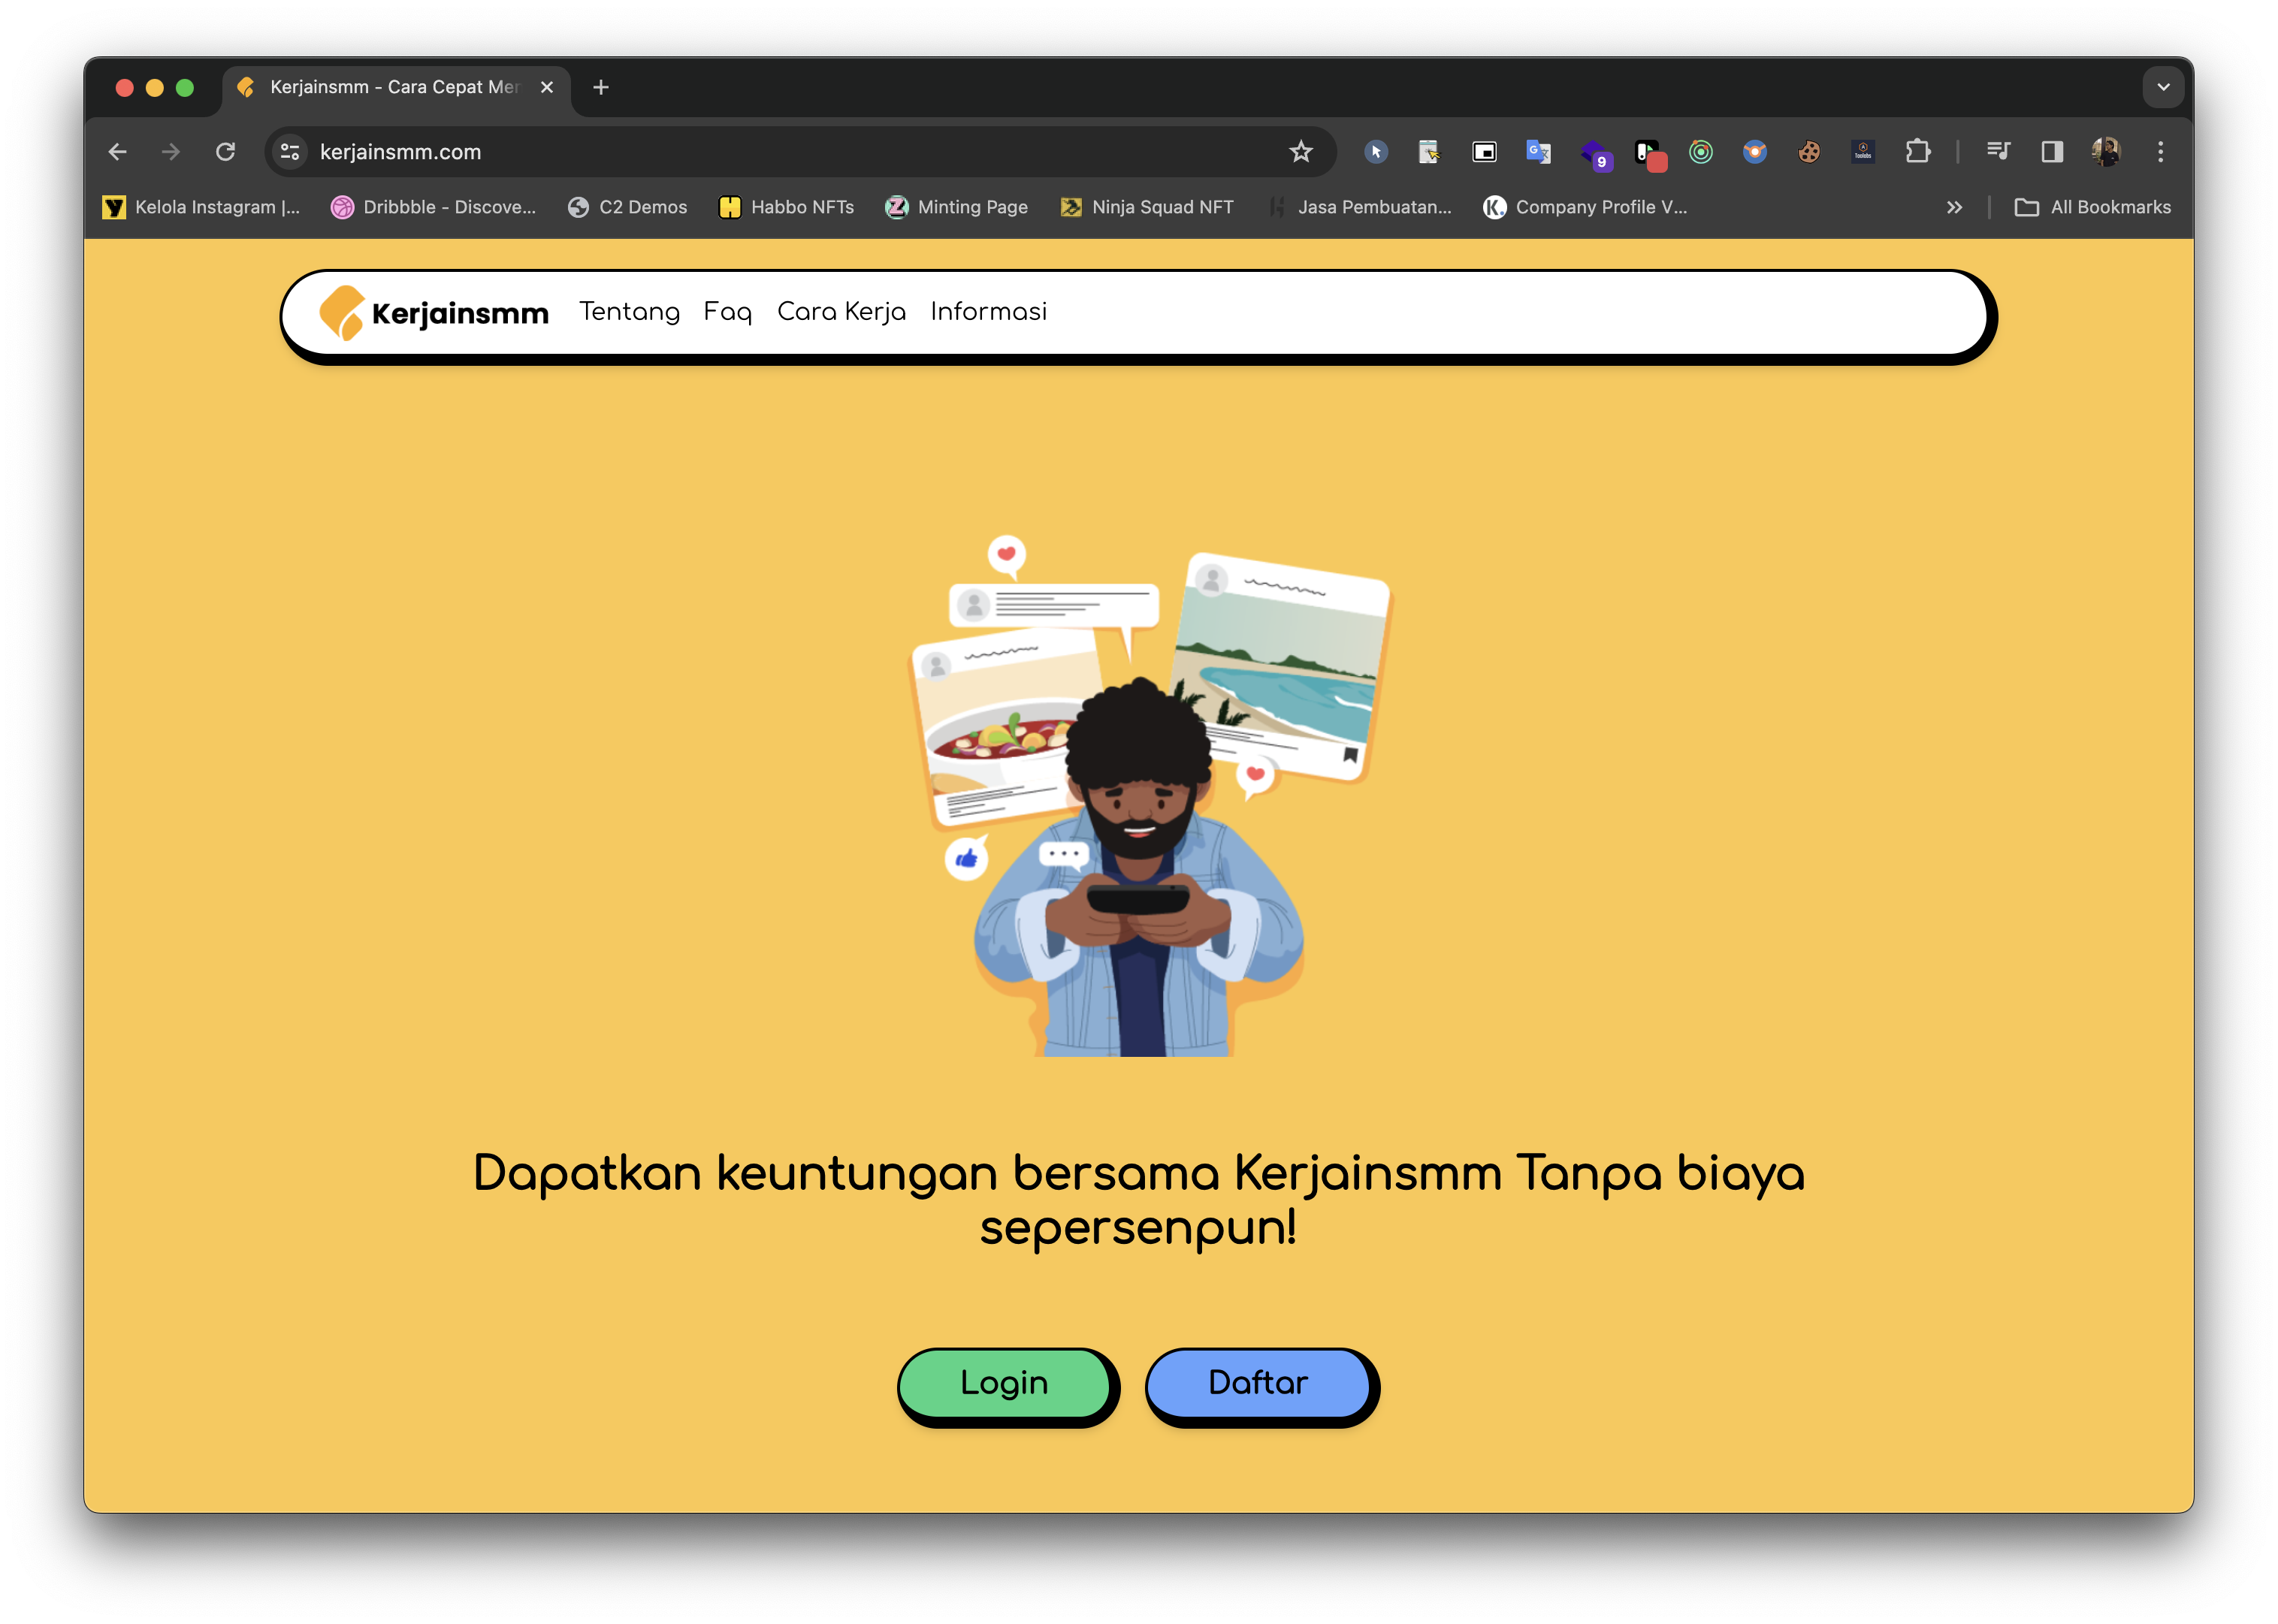 Kerjainsmm - Cara Cepat Mer
kerjainsmm.com
9
Kelola Instagram |...
Dribbble - Discove...
C2 Demos
Habbo NFTs
Minting Page
Ninja Squad NFT
Jasa Pembuatan...
Company Profile V...
All Bookmarks
Kerjainsmm
Tentang
Faq
Cara Kerja
Informasi
Dapatkan keuntungan bersama Kerjainsmm Tanpa biaya
sepersenpun!
Login
Daftar